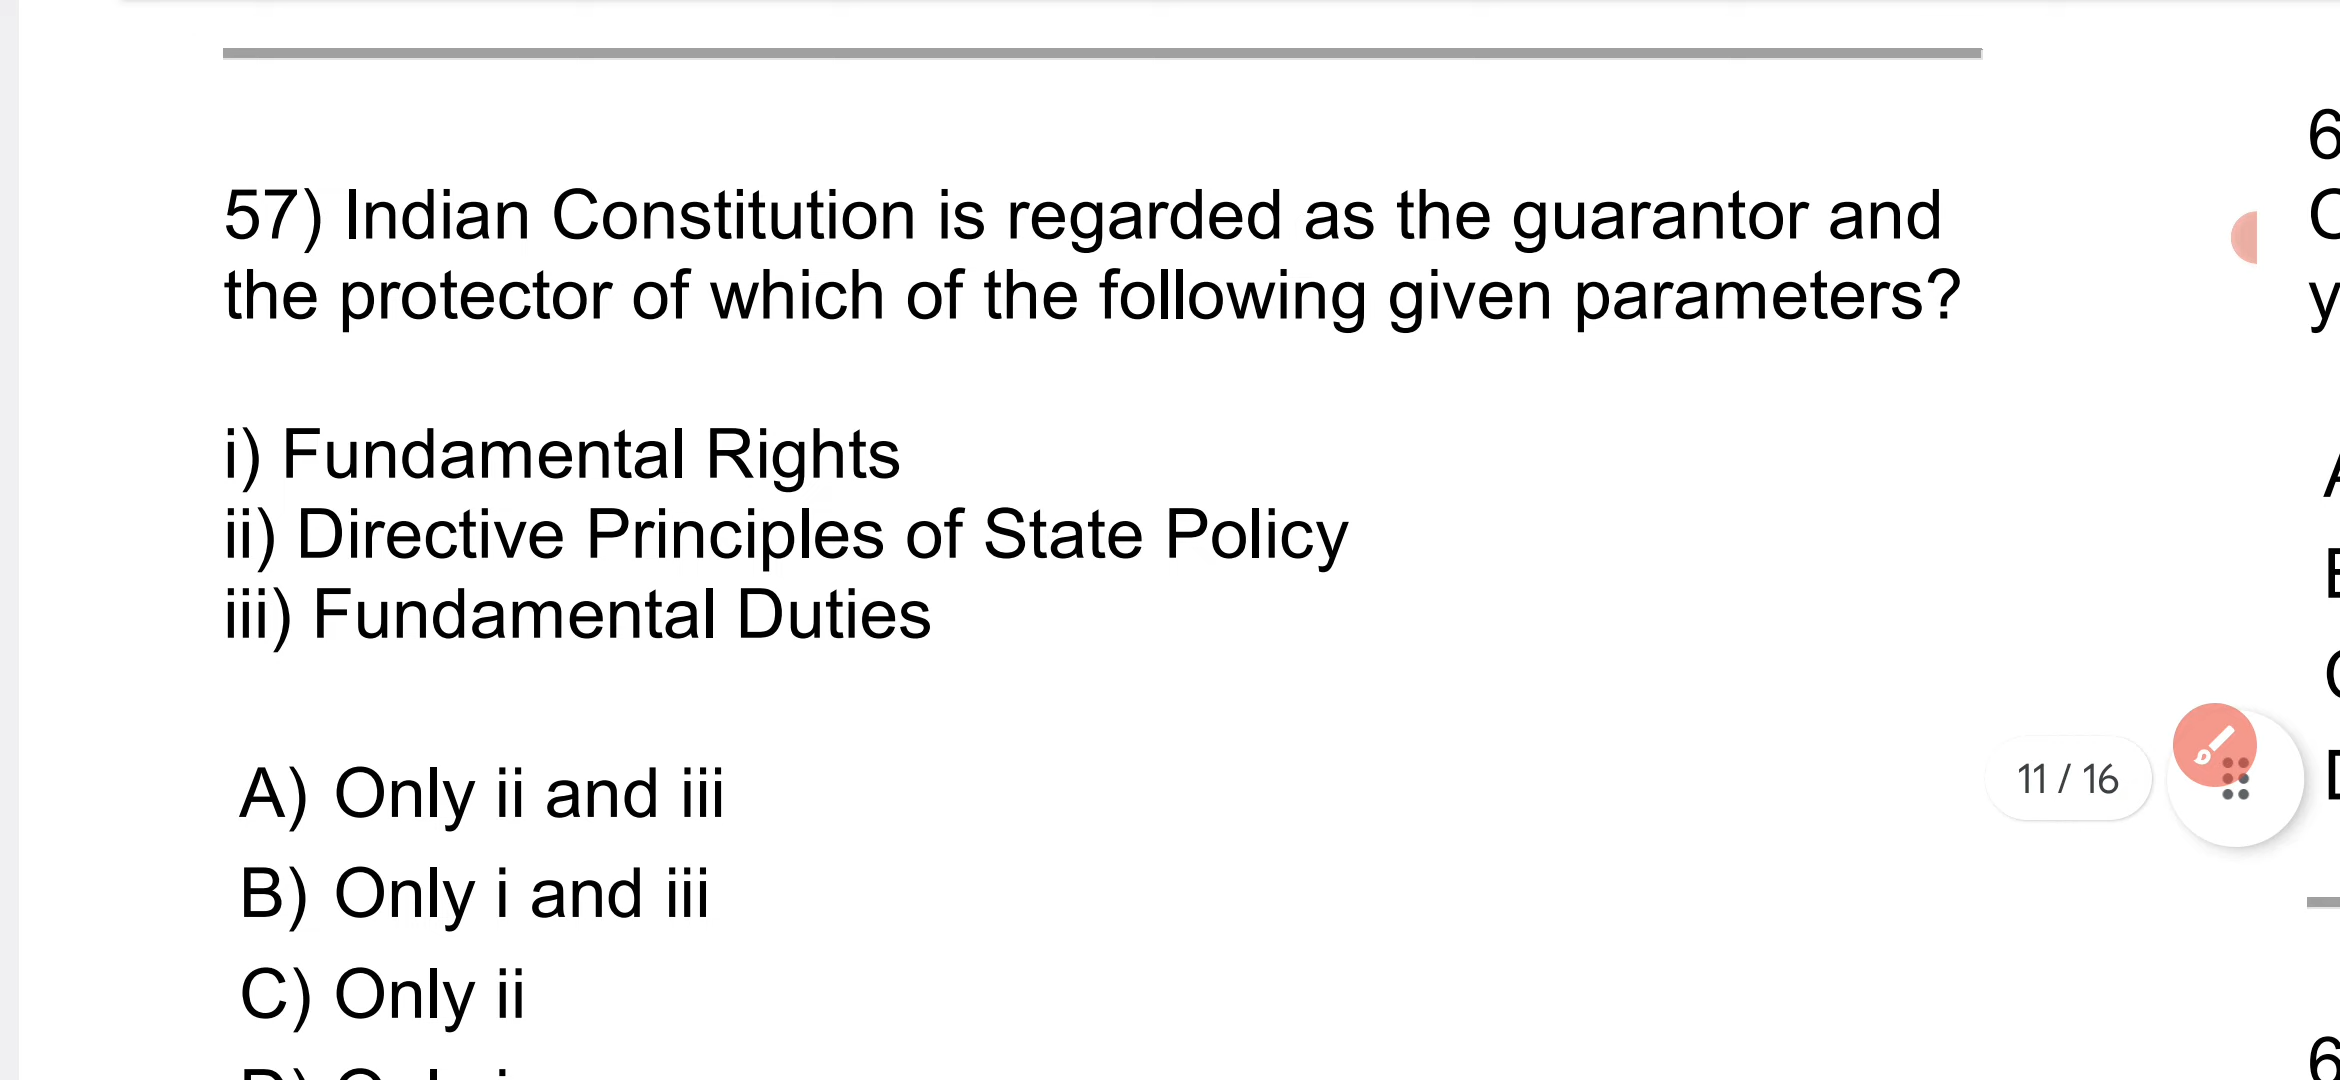 57) Indian Constitution is regarded as the guarantor and
the protector of which of the following given parameters?
i) Fundamental Rights
ii) Directive Principles of State Policy
iii) Fundamental Duties
A) Only ii and iii
B) Only i and iii
C) Only ii
11 / 16
6